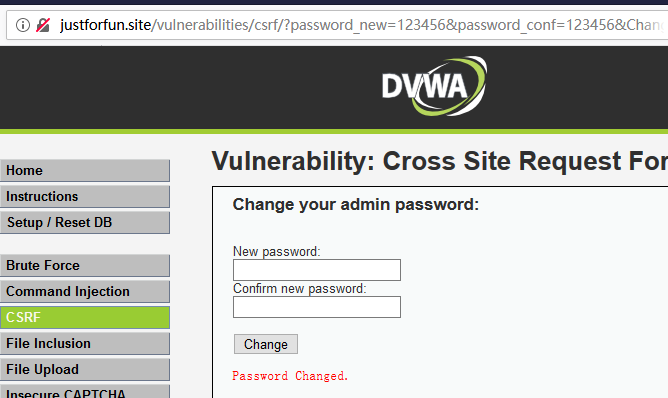 justforfun.site/vulnerabilities/csrf/?password_new=123456&password_conf=123456&Chan
DVWA
Home
Instructions
Setup / Reset DB
Brute Force
Command Injection
CSRF
File Inclusion
File Upload
Insecure CAPTCHA
Vulnerability: Cross Site Request For
Change your admin password:
New password:
Confirm new password:
Change
Password Changed.